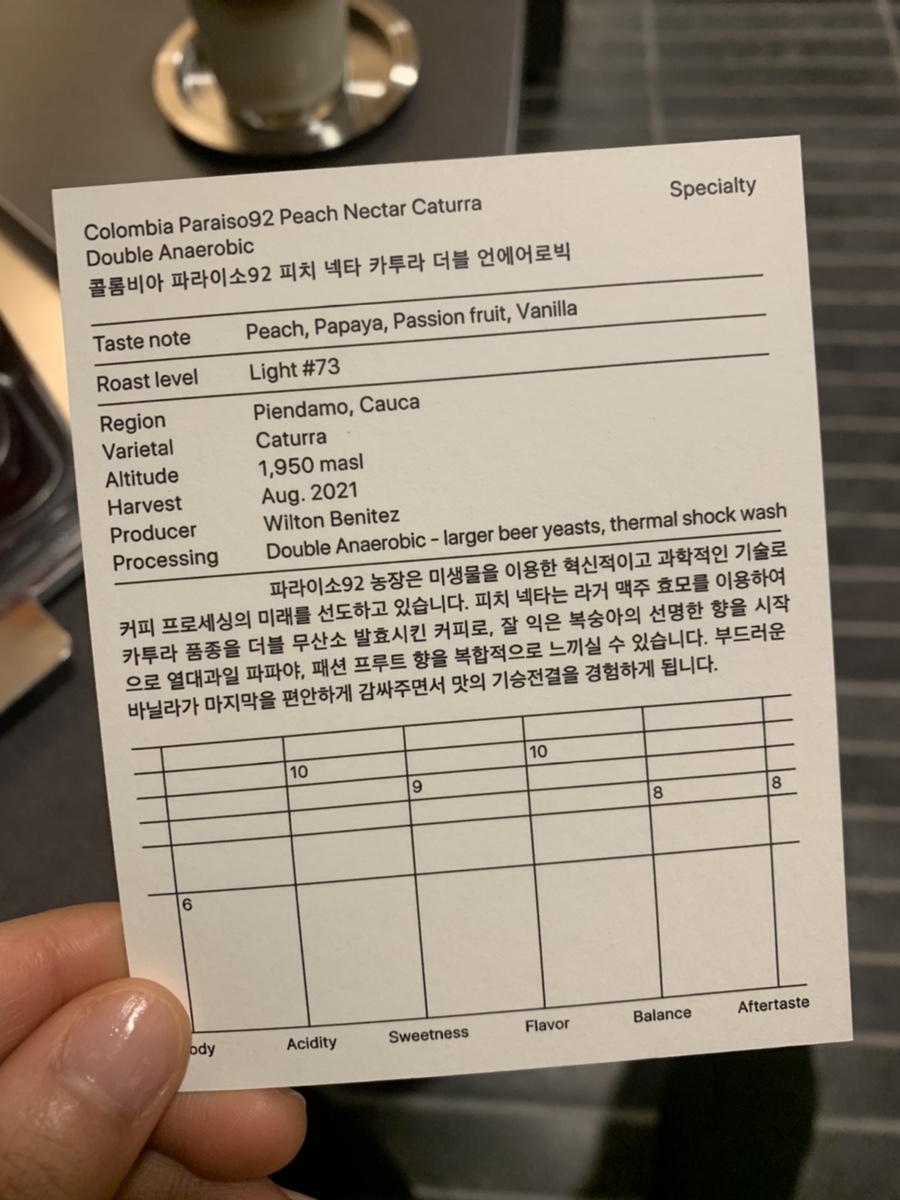 Specialty
Colombia Paraiso92 Peach Nectar Caturra
Double Anaerobic
콜롬비아 파라이소92 피치 넥타 카투라 더블 언에어로빅
Taste note Peach, Papaya, Passion fruit, Vanilla
Roast level Light #73
Region Piendamo, Cauca
Varietal Caturra
Altitude 1,950 masl
Harvest Aug. 2021
Producer Wilton Benitez
Processing Double Anaerobic - larger beer yeasts, thermal shock wash
파라이소92 농장은 미생물을 이용한 혁신적이고 과학적인 기술로
커피 프로세싱의 미래를 선도하고 있습니다. 피치 넥타는 라거 맥주 효모를 이용하여
카투라 품종을 더블 무산소 발효시킨 커피로, 잘 익은 복숭아의 선명한 향을 시작
으로 열대과일 파파야, 패션 프루트 향을 복합적으로 느끼실 수 있습니다. 부드러운
바닐라가 마지막을 편안하게 감싸주면서 맛의 기승전결을 경험하게 됩니다.
10 10
9 8 8
6
ody Acidity Sweetness Flavor Balance Aftertaste